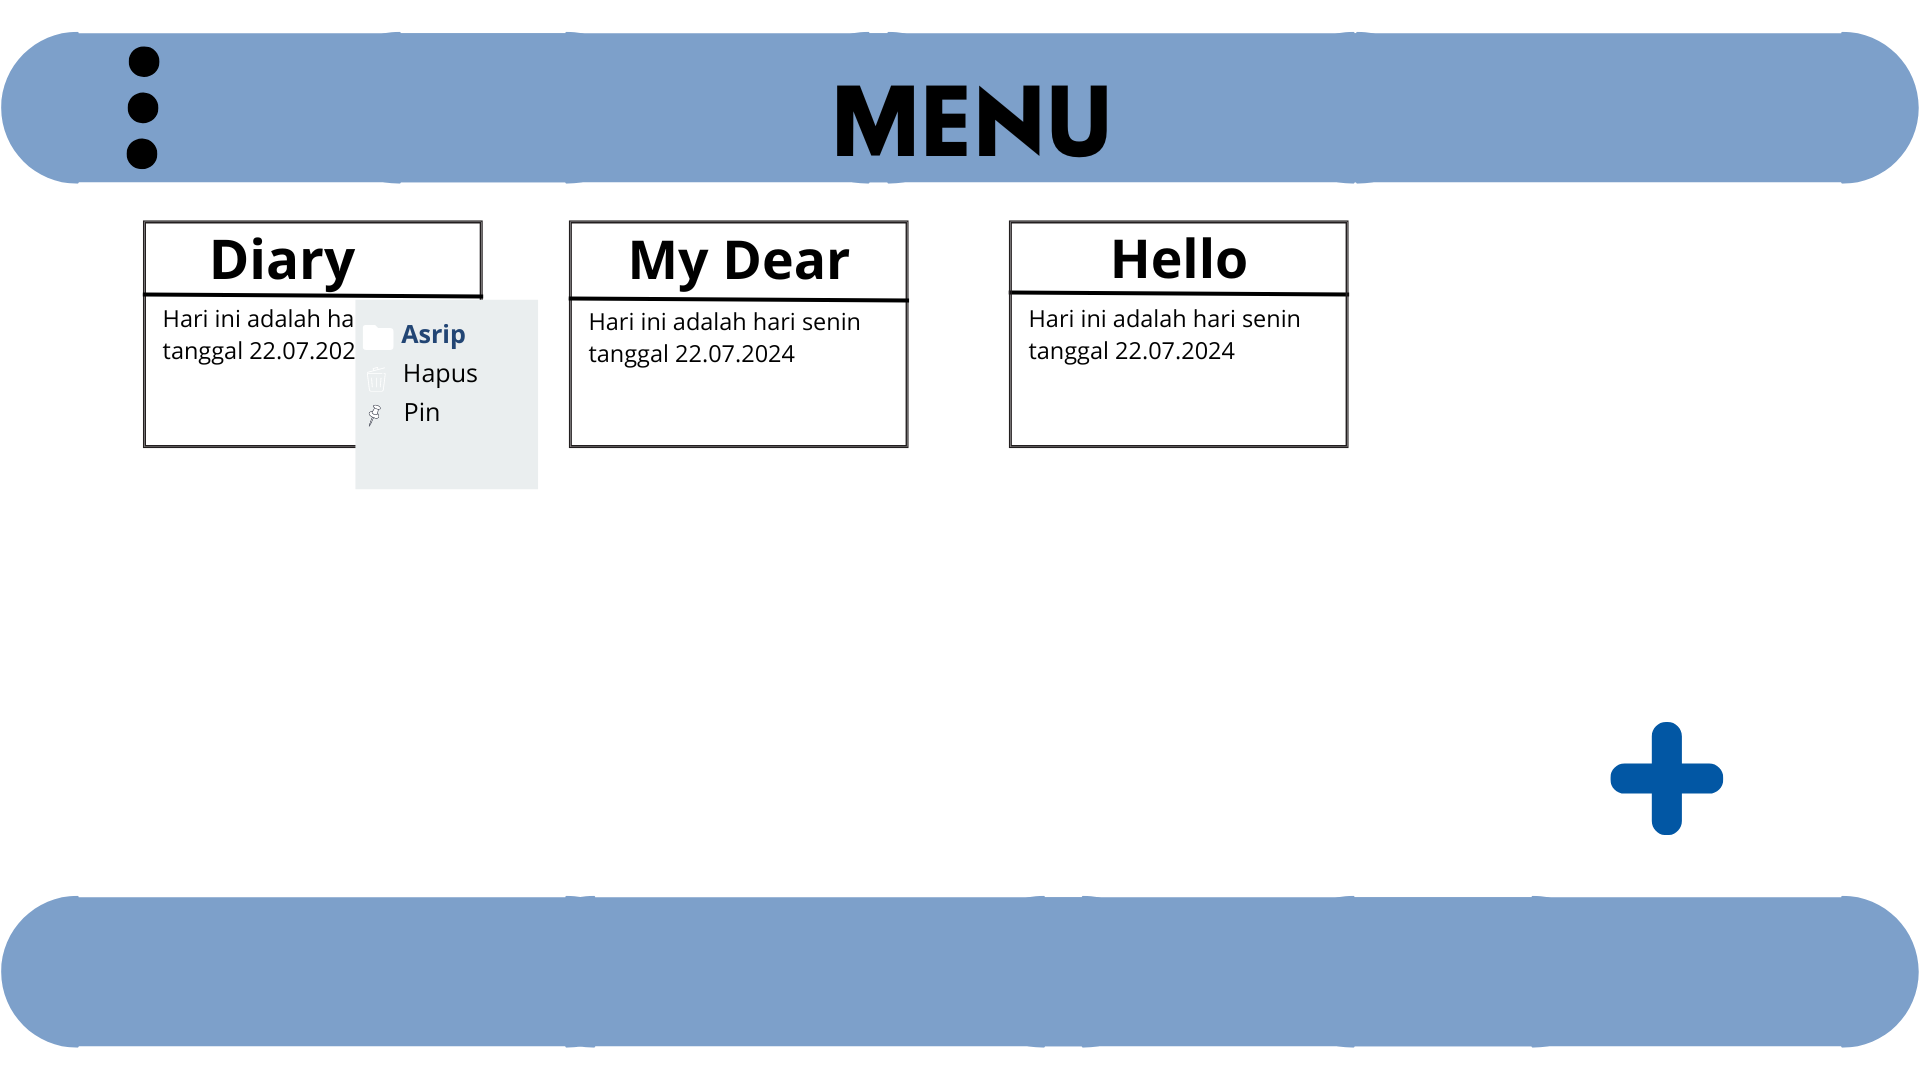 MENU
Diary
Hari ini adalah ha
tanggal 22.07.202
Asrip
Hapus
Pin
My Dear
Hari ini adalah hari senin
tanggal 22.07.2024
Hello
Hari ini adalah hari senin
tanggal 22.07.2024